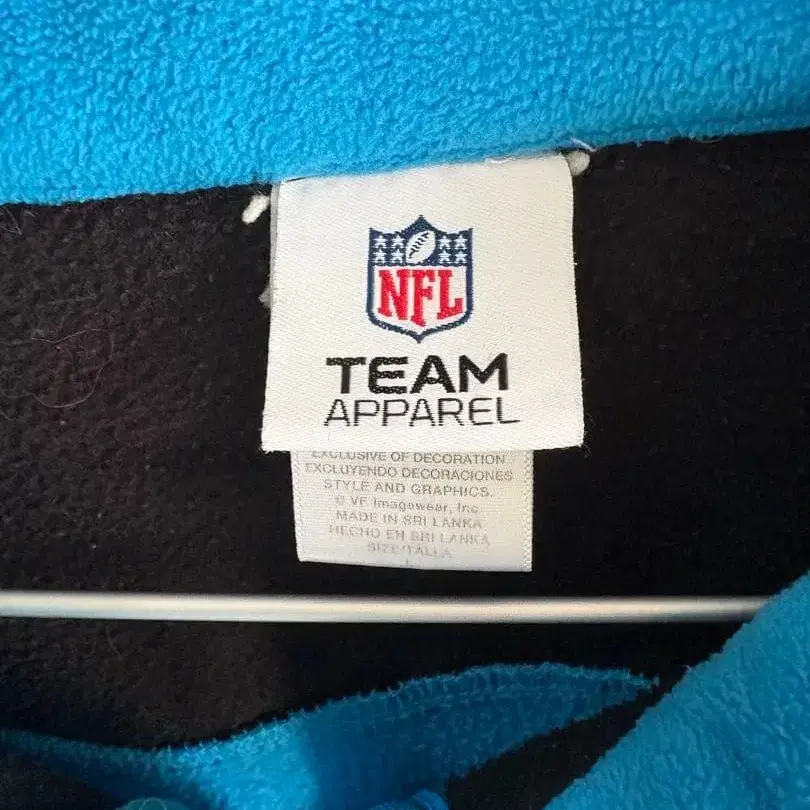 NFL
TEAM
APPAREL
EXCLUSIVE OF DECORATION
EXCLUYENDO DECORACIONES
STYLE AND GRAPHICS.
© VF Imagewear, Inc
MADE IN SRI LANKA
HECHO EN SRI LANKA
SIZE/TALLA
L